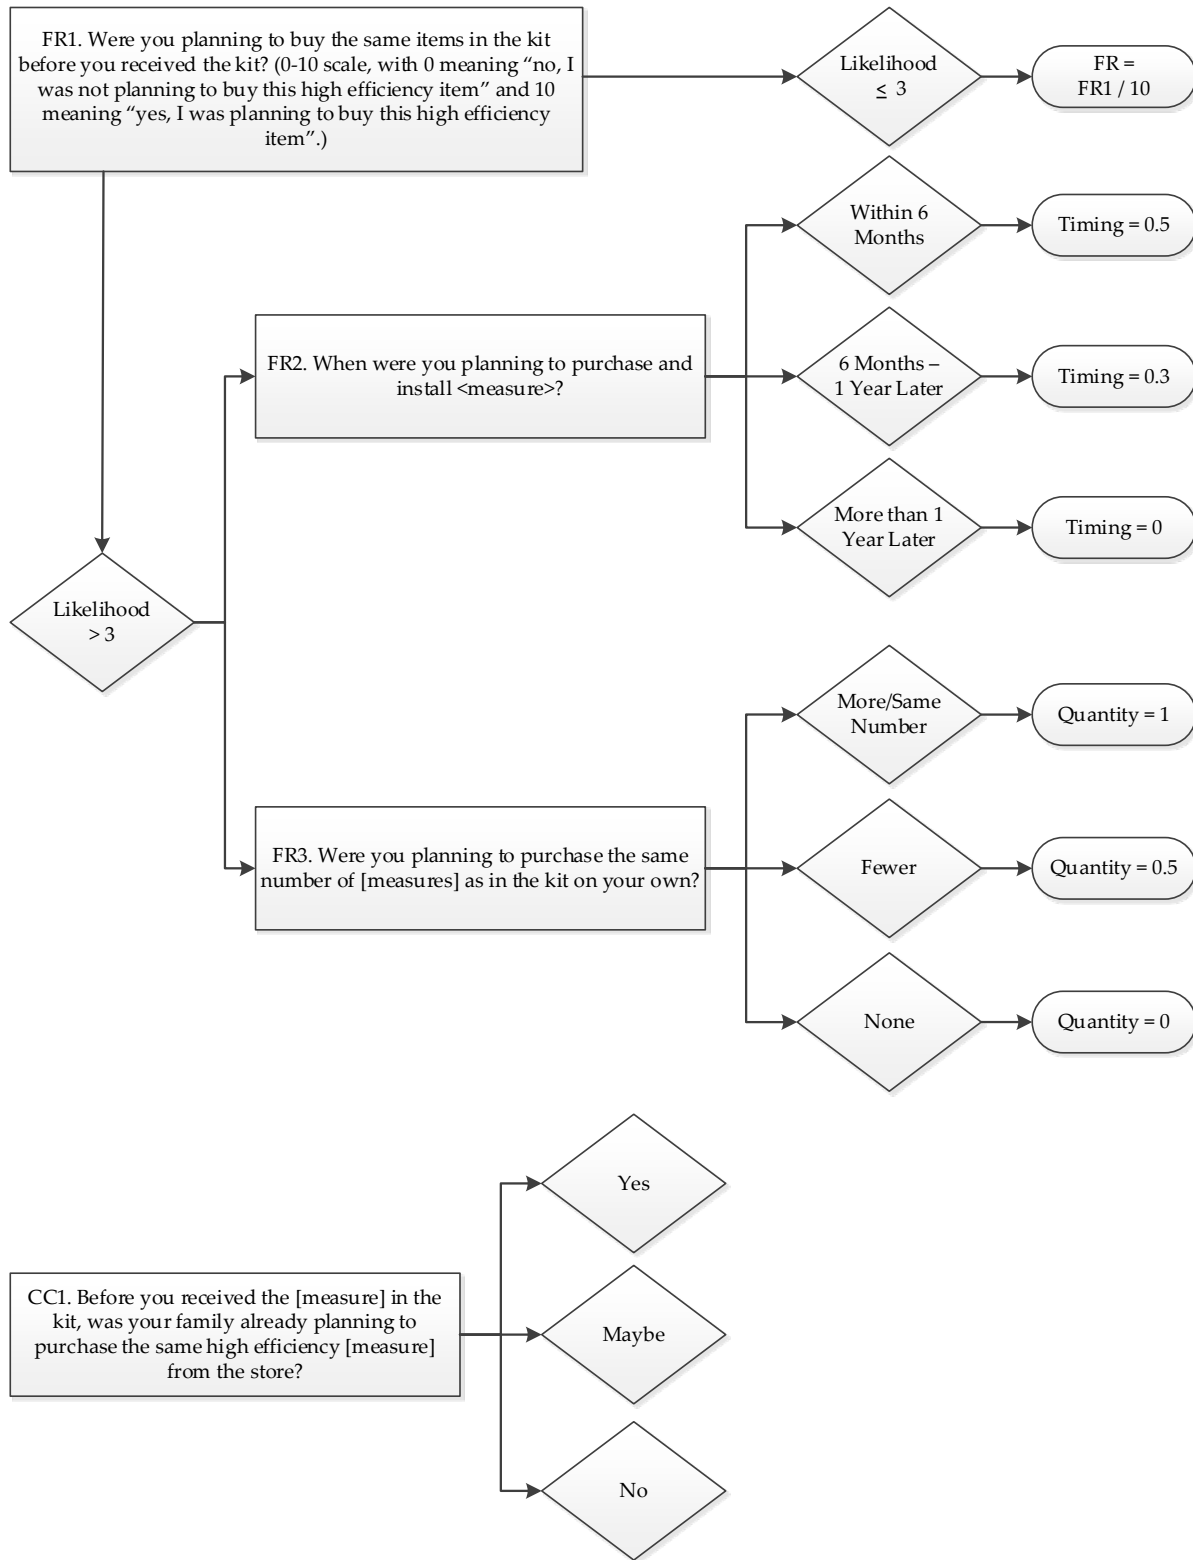 FR1. Were you planning to buy the same items in the kit
before you received the kit? (0-10 scale, with 0 meaning “no, I
was not planning to buy this high efficiency item” and 10
meaning “yes, I was planning to buy this high efficiency
item”.)
Likelihood
≤ 3
FR =
FR1 / 10
Within 6
Months
Timing = 0.5
FR2. When were you planning to purchase and
install <measure>?
6 Months –
1 Year Later
Timing = 0.3
More than 1
Year Later
Timing = 0
Likelihood
> 3
More/Same
Number
Quantity = 1
FR3. Were you planning to purchase the same
number of [measures] as in the kit on your own?
Fewer
Quantity = 0.5
None
Quantity = 0
Yes
CC1. Before you received the [measure] in the
kit, was your family already planning to
purchase the same high efficiency [measure]
from the store?
Maybe
No